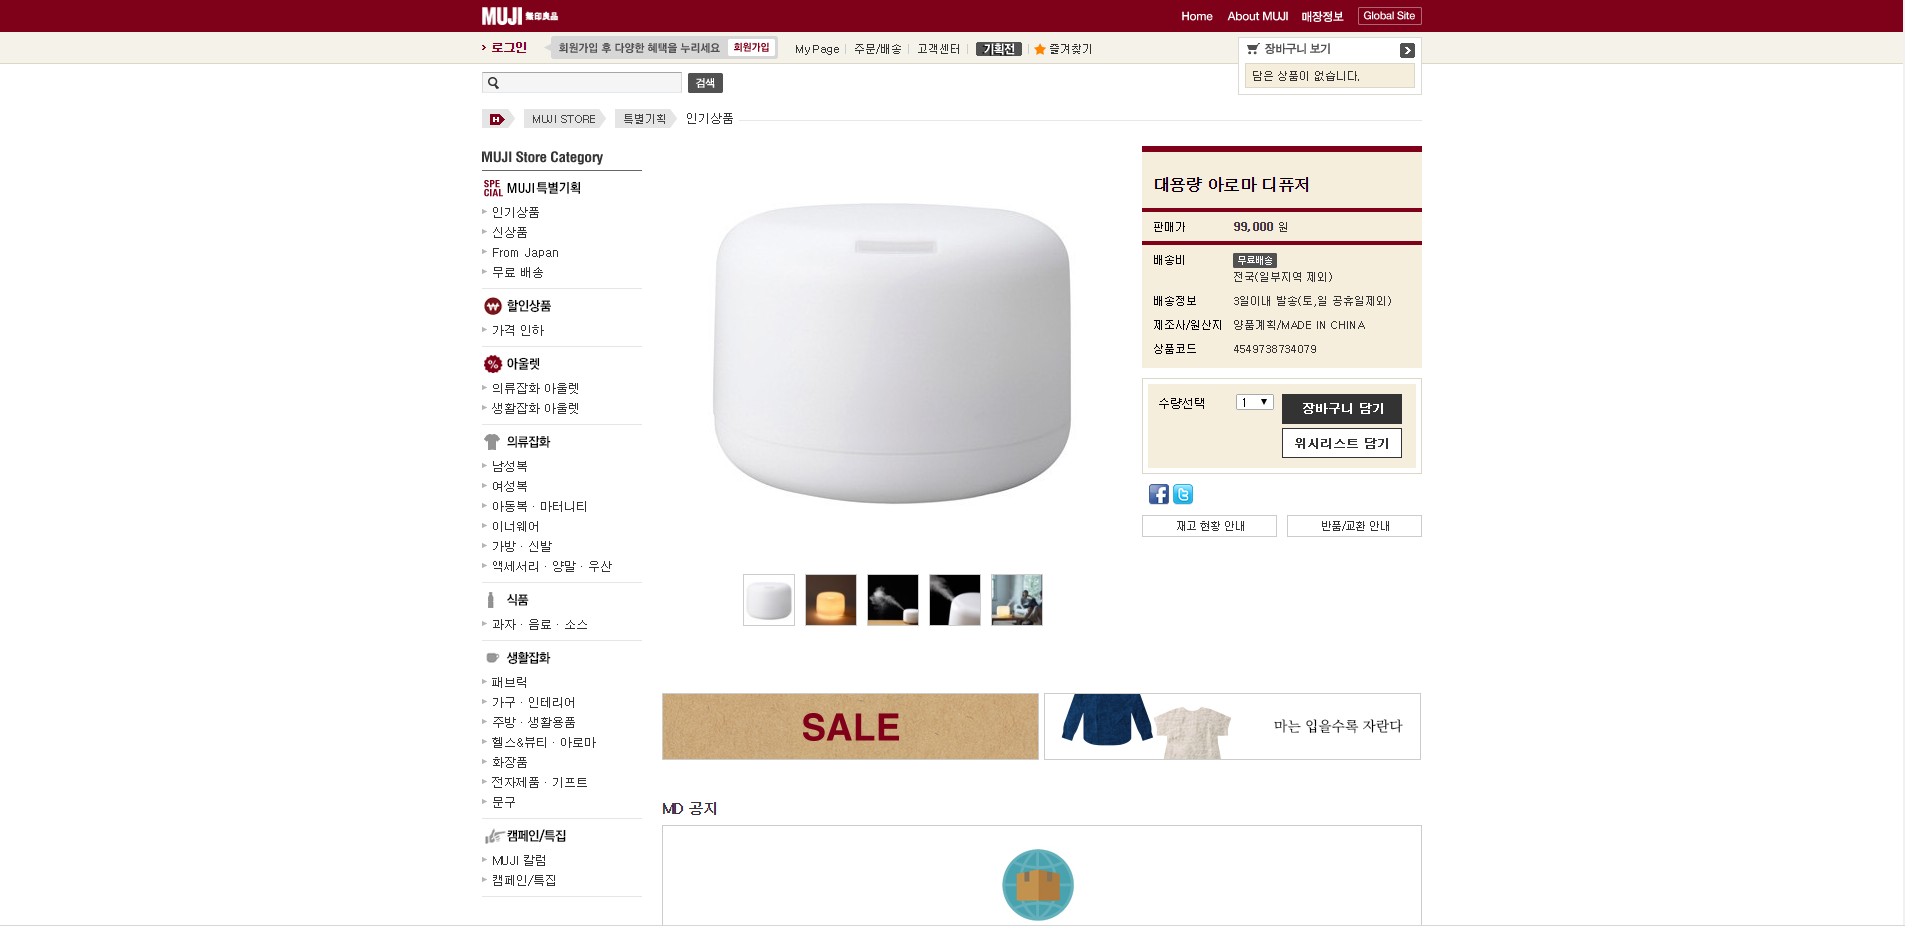 MUJI 無印良品
Home
About MUJI
매장정보
Global Site
로그인
회원가입 후 다양한 혜택을 누리세요
회원가입
My Page
주문/배송
고객센터
기획전
즐겨찾기
장바구니 보기
담은 상품이 없습니다.
검색
H
MUJI STORE
특별기획
인기상품
MUJI Store Category
SPECIAL
MUJI 특별기획
인기상품
신상품
From Japan
무료 배송
할인상품
가격 인하
아울렛
의류잡화 아울렛
생활잡화 아울렛
의류잡화
남성복
여성복
아동복 · 마터니티
이너웨어
가방 · 신발
액세서리 · 양말 · 우산
식품
과자 · 음료 · 소스
생활잡화
패브릭
가구 · 인테리어
주방 · 생활용품
헬스&뷰티 · 아로마
화장품
전자제품 · 기프트
문구
캠페인/특집
MUJI 칼럼
캠페인/특집
대용량 아로마 디퓨저
판매가 99,000 원
배송비 무료배송
전국(일부지역 제외)
배송정보 3일이내 발송(토,일 공휴일제외)
제조사/원산지 양품계획/MADE IN CHINA
상품코드 4549738734079
수량선택 1
장바구니 담기
위시리스트 담기
재고 현황 안내
반품/교환 안내
SALE
마는 입을수록 자란다
MD 공지